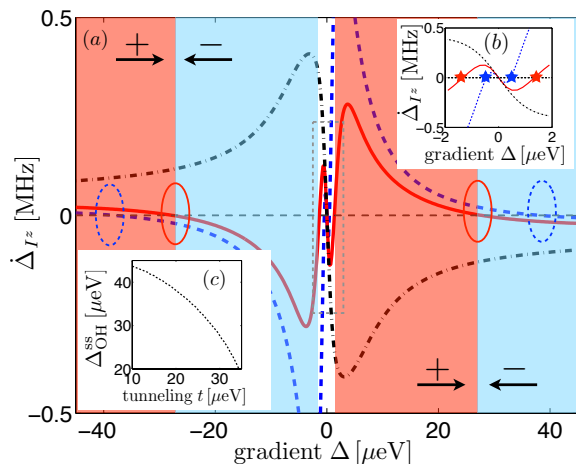 0.5
(a)
+ −
(b)
0.5
0
-0.5
−2 0 2
Δ̇_{I^z} [MHz]
gradient Δ [μeV]
Δ̇_{I^z} [MHz]
0
(c)
45
40
30
20
10 20 30
Δ^{ss}_{OH} [μeV]
tunneling t [μeV]
+ −
-0.5
−40 −20 0 20 40
gradient Δ [μeV]